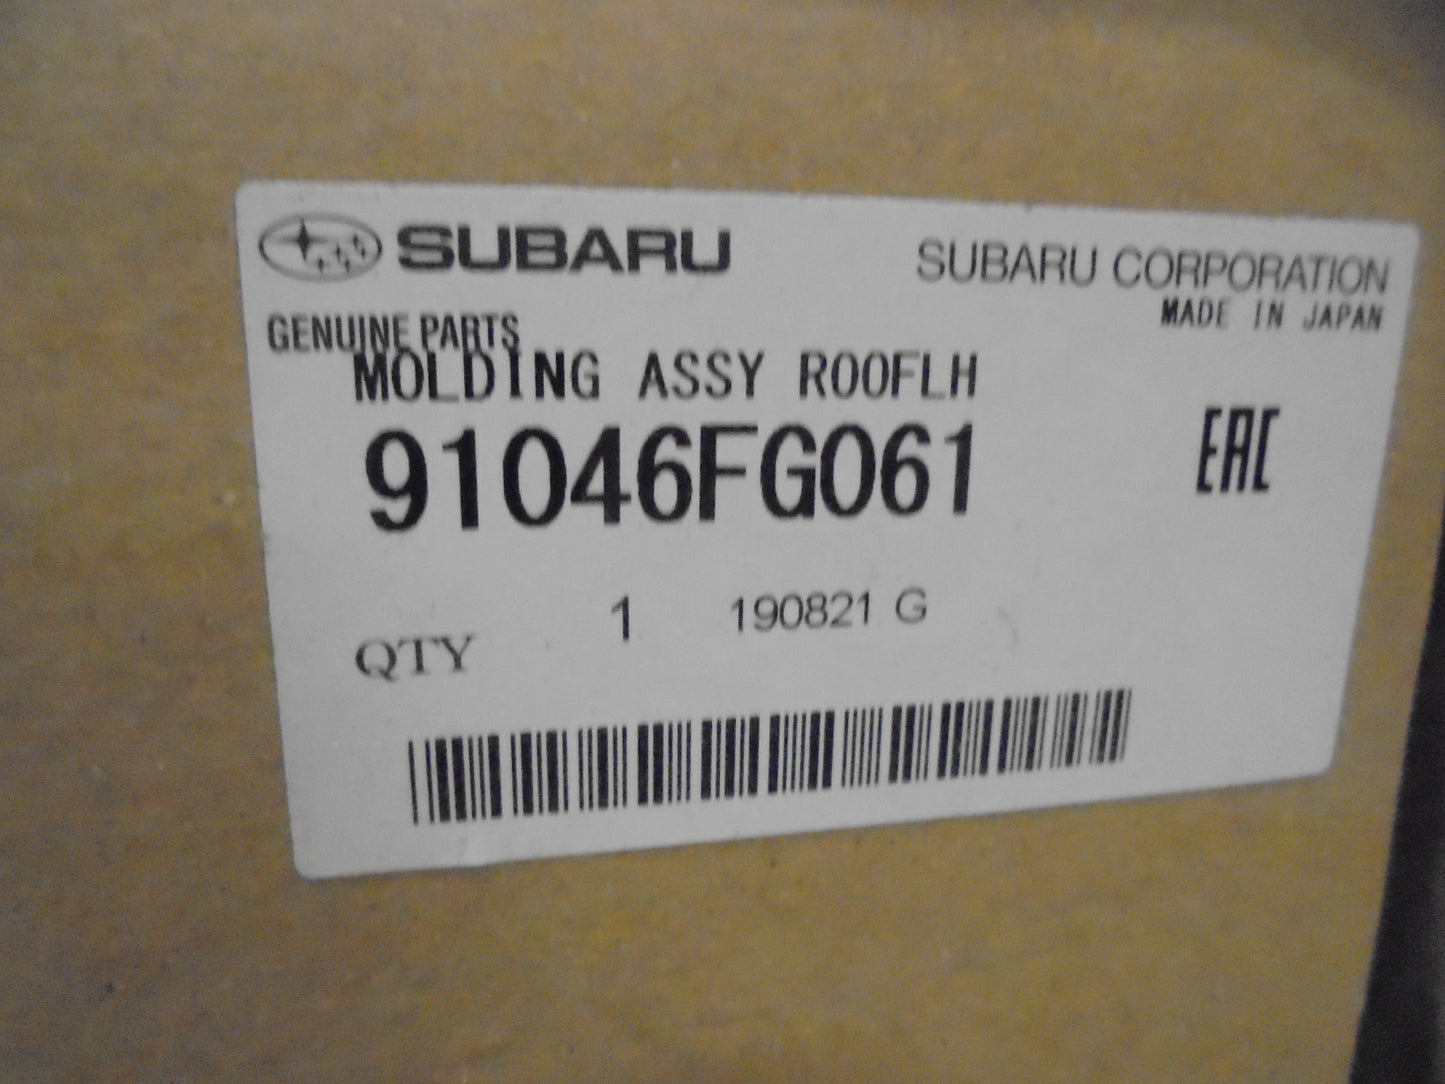 SUBARU
SUBARU CORPORATION
MADE IN JAPAN
GENUINE PARTS
MOLDING ASSY ROOFLH
91046FG061
EAC
QTY 1 190821 G